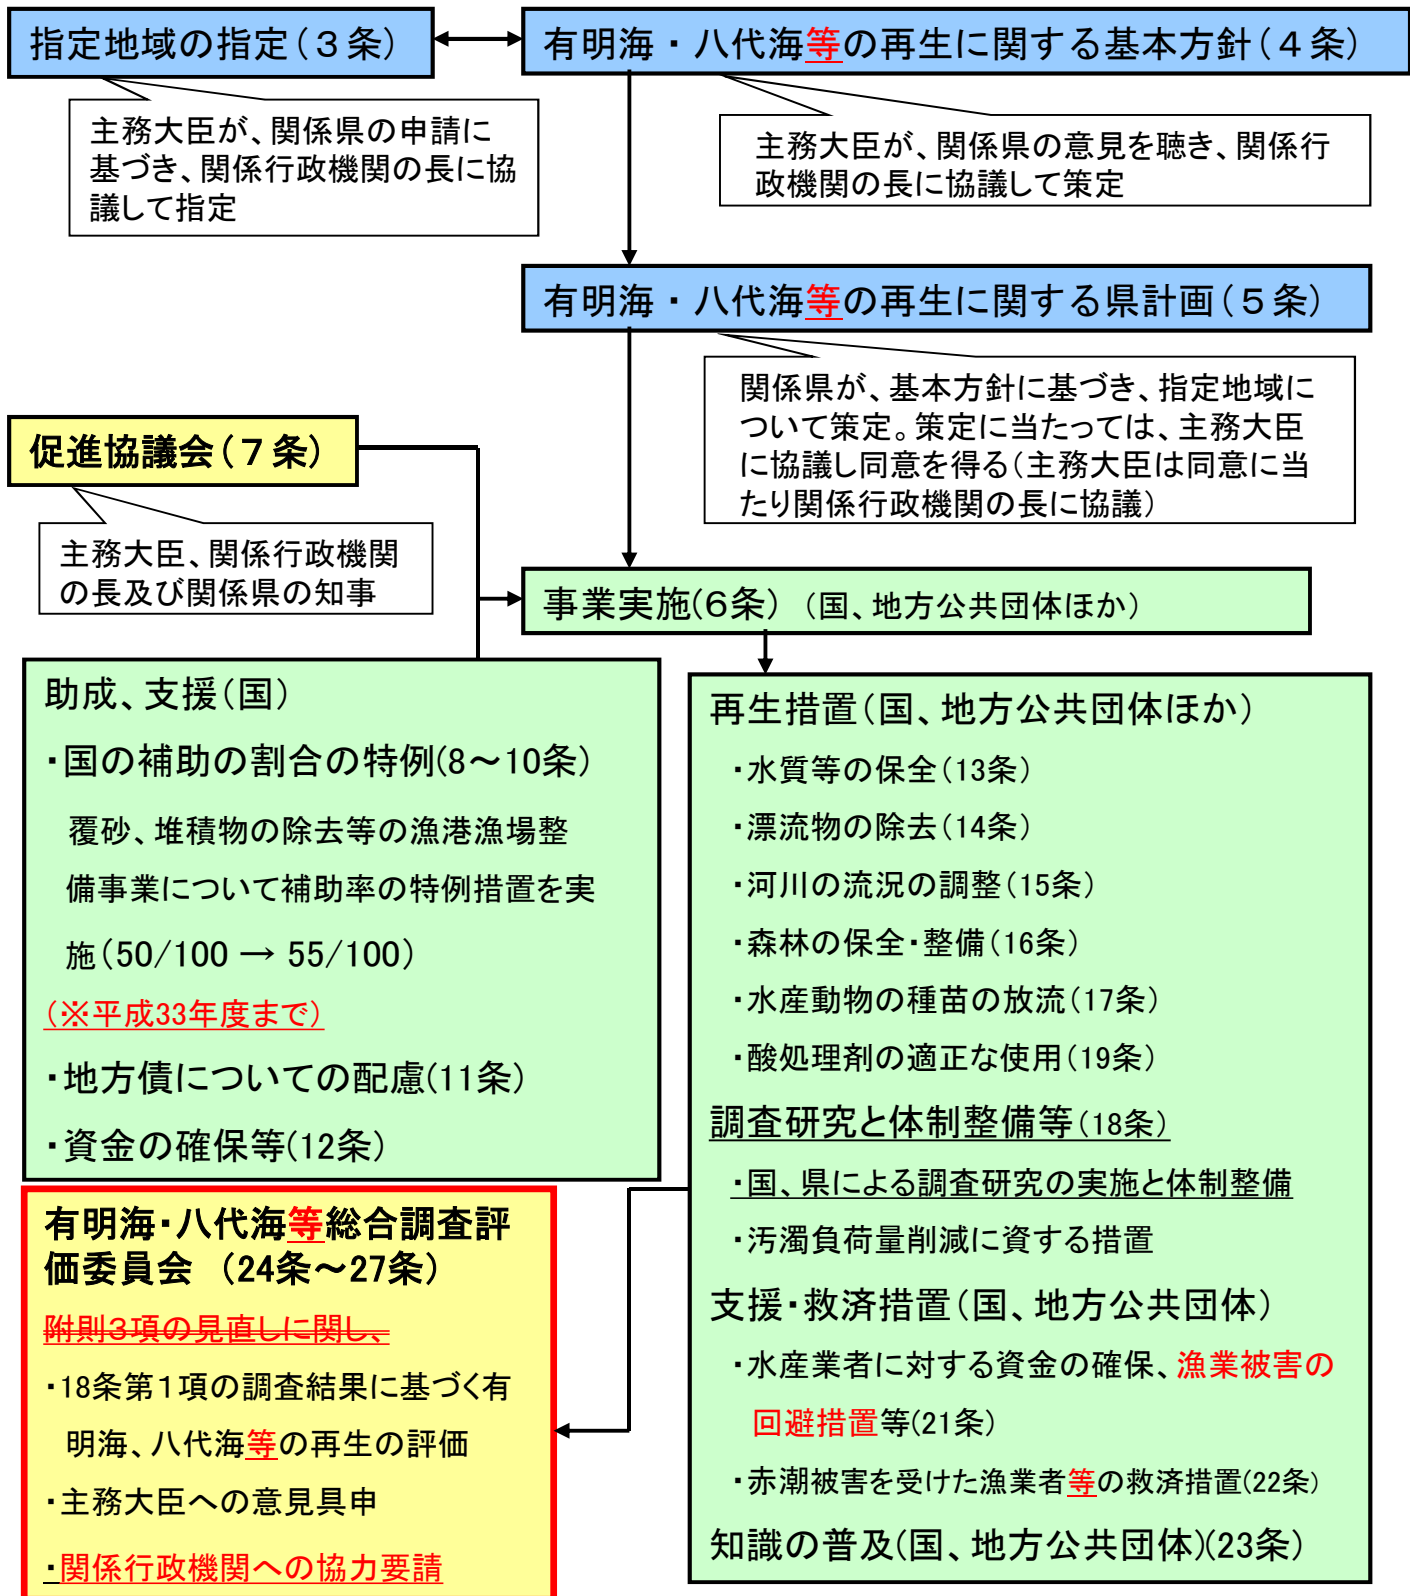 指定地域の指定(３条)
有明海・八代海等の再生に関する基本方針(４条)
主務大臣が、関係県の申請に
基づき、関係行政機関の長に協
議して指定
主務大臣が、関係県の意見を聴き、関係行
政機関の長に協議して策定
有明海・八代海等の再生に関する県計画(５条)
関係県が、基本方針に基づき、指定地域に
ついて策定。策定に当たっては、主務大臣
に協議し同意を得る(主務大臣は同意に当
たり関係行政機関の長に協議)
促進協議会(７条)
主務大臣、関係行政機関
の長及び関係県の知事
事業実施(６条) (国、地方公共団体ほか)
助成、支援(国)
・国の補助の割合の特例(8～10条)
覆砂、堆積物の除去等の漁港漁場整
備事業について補助率の特例措置を実
施(50/100 → 55/100)
(※平成33年度まで)
・地方債についての配慮(11条)
・資金の確保等(12条)
再生措置(国、地方公共団体ほか)
・水質等の保全(13条)
・漂流物の除去(14条)
・河川の流況の調整(15条)
・森林の保全・整備(16条)
・水産動物の種苗の放流(17条)
・酸処理剤の適正な使用(19条)
調査研究と体制整備等(18条)
・国、県による調査研究の実施と体制整備
・汚濁負荷量削減に資する措置
支援・救済措置(国、地方公共団体)
・水産業者に対する資金の確保、漁業被害の
回避措置等(21条)
・赤潮被害を受けた漁業者等の救済措置(22条)
知識の普及(国、地方公共団体)(23条)
有明海・八代海等総合調査評
価委員会 (24条～27条)
附則３項の見直しに関し、
・18条第１項の調査結果に基づく有
明海、八代海等の再生の評価
・主務大臣への意見具申
・関係行政機関への協力要請